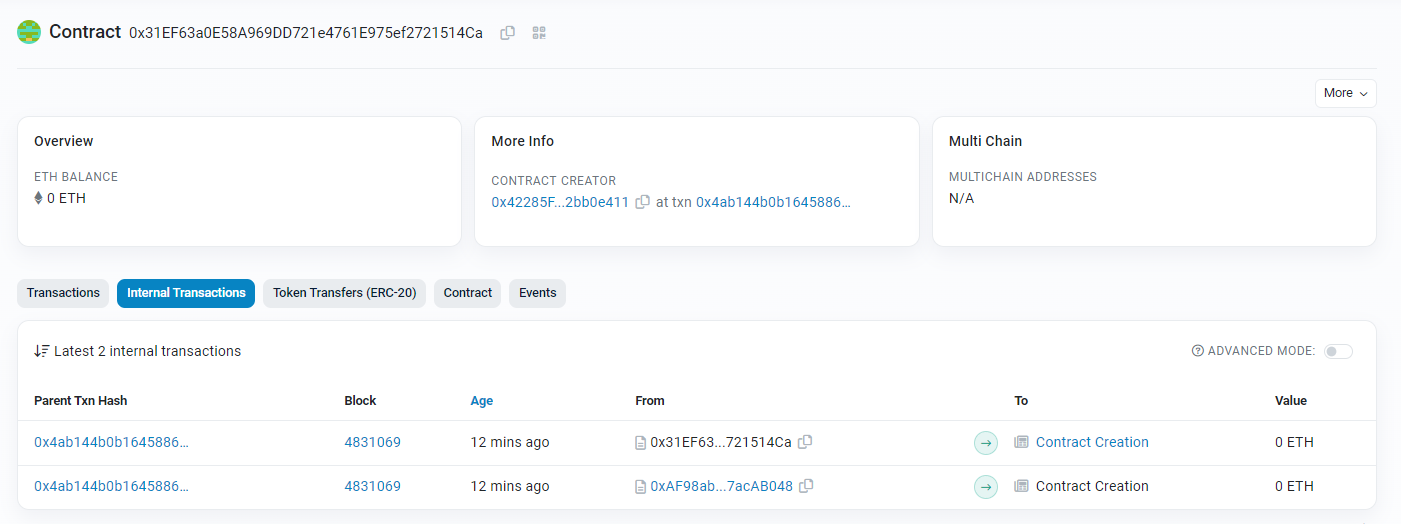 Contract 0x31EF63a0E58A969DD721e4761E975ef2721514Ca
More
Overview
ETH BALANCE
0 ETH
More Info
CONTRACT CREATOR
0x42285F...2bb0e411 at txn 0x4ab144b0b1645886...
Multi Chain
MULTICHAIN ADDRESSES
N/A
Transactions Internal Transactions Token Transfers (ERC-20) Contract Events
Latest 2 internal transactions ADVANCED MODE:
Parent Txn Hash Block Age From To Value
0x4ab144b0b1645886... 4831069 12 mins ago 0x31EF63...721514Ca Contract Creation 0 ETH
0x4ab144b0b1645886... 4831069 12 mins ago 0xAF98ab...7acAB048 Contract Creation 0 ETH